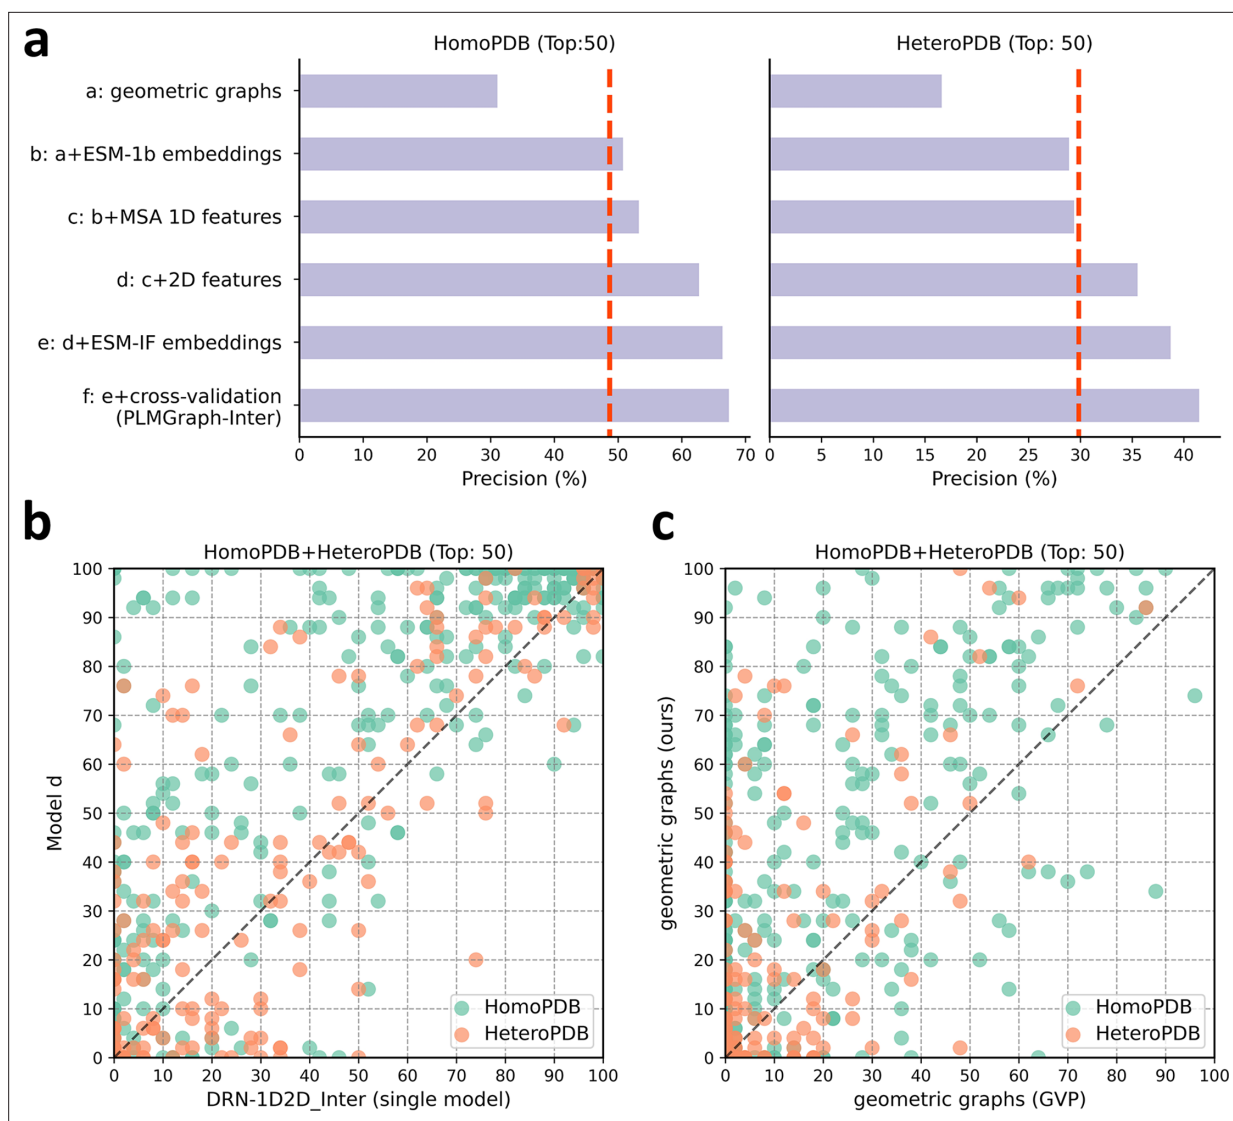 a
HomoPDB (Top:50)
HeteroPDB (Top: 50)
a: geometric graphs
b: a+ESM-1b embeddings
c: b+MSA 1D features
d: c+2D features
e: d+ESM-IF embeddings
f: e+cross-validation
(PLMGraph-Inter)
0 10 20 30 40 50 60 70
0 5 10 15 20 25 30 35 40
Precision (%)
Precision (%)
b
HomoPDB+HeteroPDB (Top: 50)
100
90
80
70
60
50
40
30
20
10
0
Model d
HomoPDB
HeteroPDB
0 10 20 30 40 50 60 70 80 90 100
DRN-1D2D_Inter (single model)
c
HomoPDB+HeteroPDB (Top: 50)
100
90
80
70
60
50
40
30
20
10
0
geometric graphs (ours)
HomoPDB
HeteroPDB
0 10 20 30 40 50 60 70 80 90 100
geometric graphs (GVP)